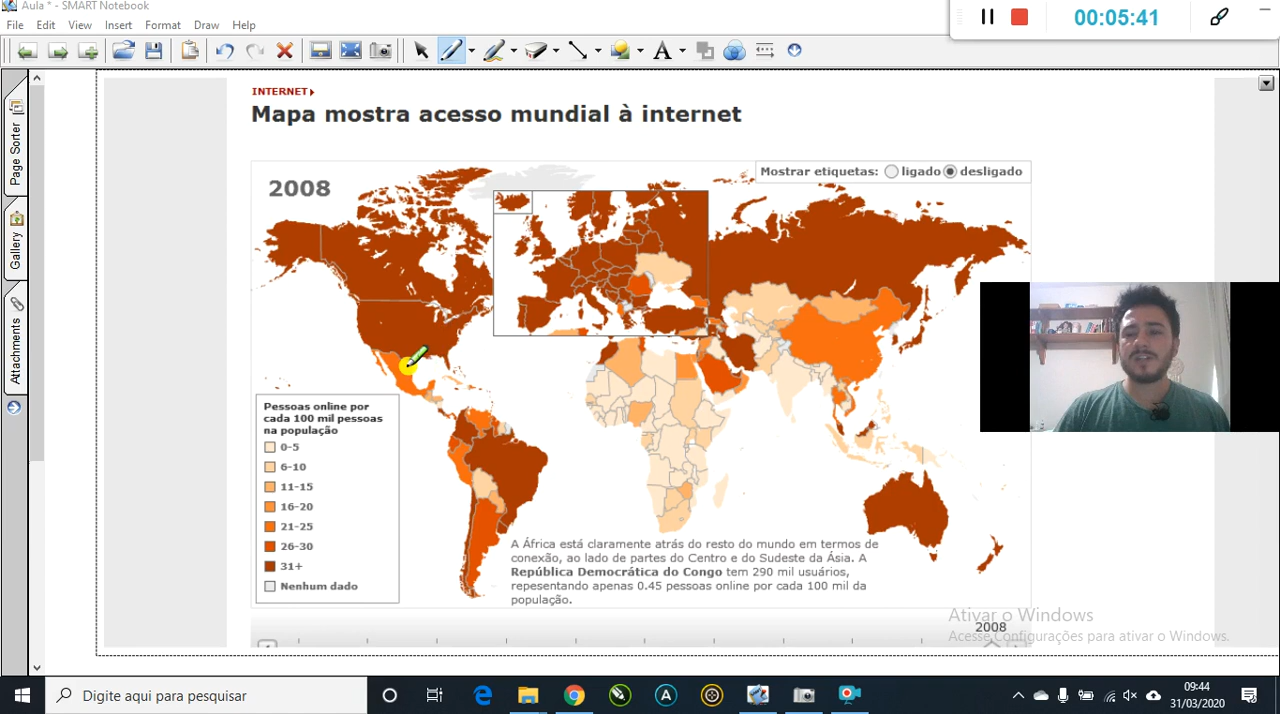 Aula * - SMART Notebook
00:05:41
File Edit View Insert Format Draw Help
Page Sorter
Gallery
Attachments
INTERNET
Mapa mostra acesso mundial à internet
2008
Mostrar etiquetas: ligado desligado
Pessoas online por
cada 100 mil pessoas
na população
0-5
6-10
11-15
16-20
21-25
26-30
31+
Nenhum dado
A África está claramente atrás do resto do mundo em termos de
conexão, ao lado de partes do Centro e do Sudeste da Ásia. A
República Democrática do Congo tem 290 mil usuários,
repesentando apenas 0.45 pessoas online por cada 100 mil da
população.
2008
Ativar o Windows
Acesse Configurações para ativar o Windows.
Digite aqui para pesquisar
09:44
31/03/2020